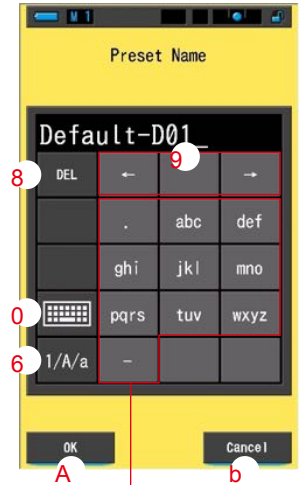 M 1
Preset Name
Default-D01_
9
8 DEL ← →
. abc def
ghi jkl mno
0 pqrs tuv wxyz
6 1/A/a –
OK Cancel
A b